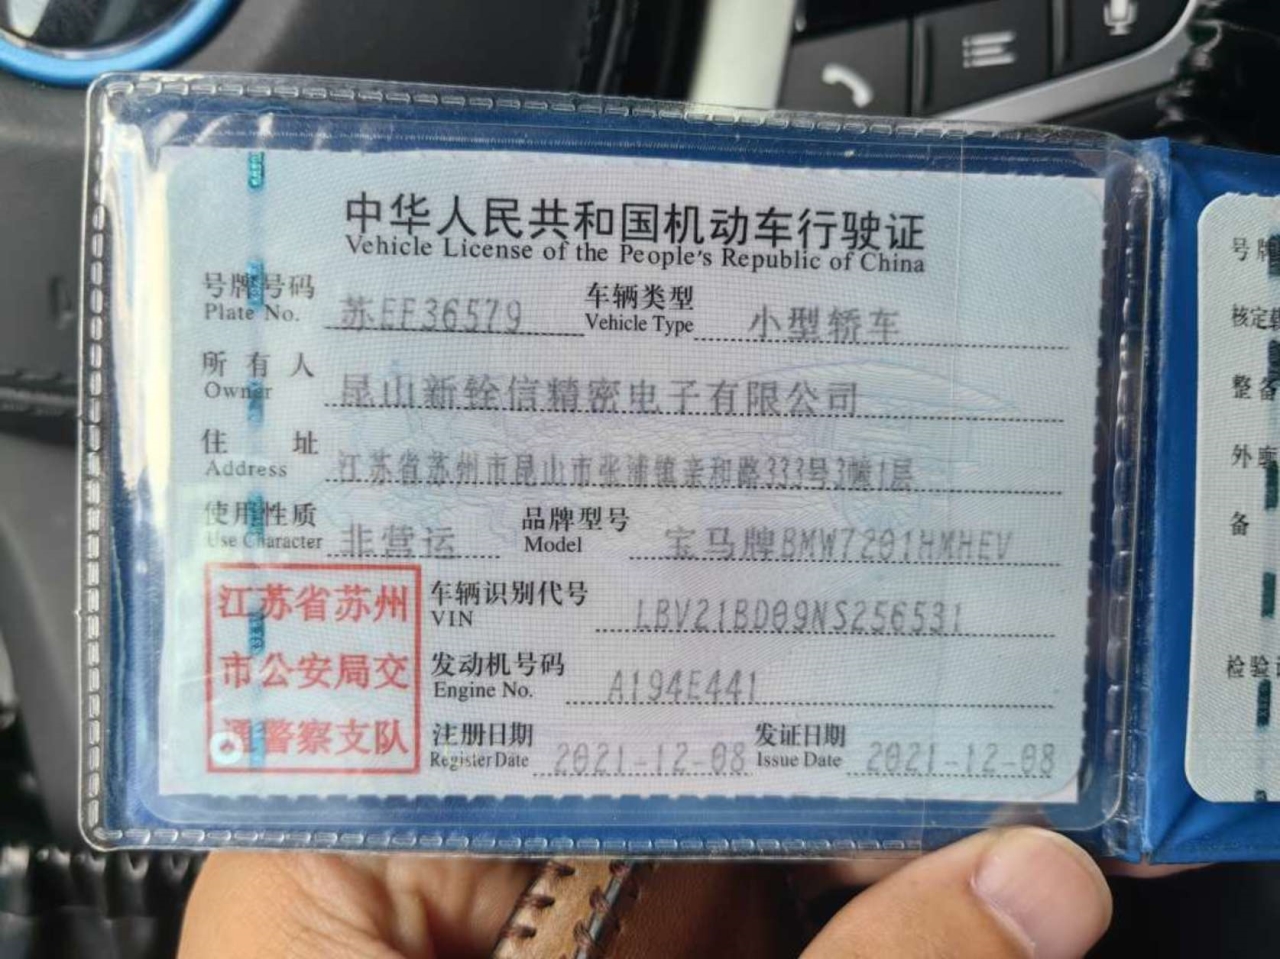 中华人民共和国机动车行驶证
Vehicle License of the People's Republic of China
号牌号码 苏EF36579 车辆类型 小型轿车
Plate No. Vehicle Type
所有人 昆山新铨信精密电子有限公司
Owner
住址 江苏省苏州市昆山市张浦镇亲和路333号3幢1层
Address
使用性质 非营运 品牌型号 宝马牌BMW7201HMHEV
Use Character Model
江苏省苏州
市公安局交
通警察支队
车辆识别代号 LBV21BD09NS256531
VIN
发动机号码 A194E441
Engine No.
注册日期 2021-12-08 发证日期 2021-12-08
Register Date Issue Date
号牌
核定
整备
外
备
检验